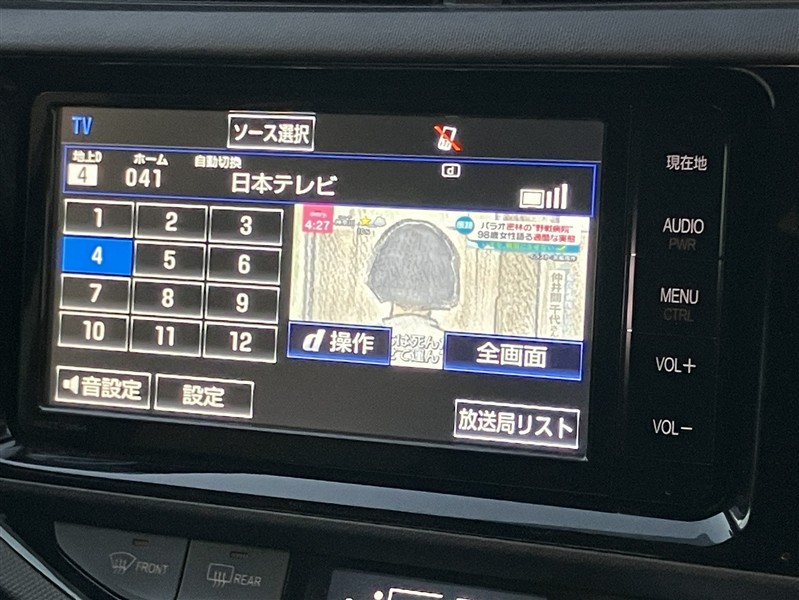 TV
ソース選択
地上D
ホーム
自動切換
4
041
日本テレビ
d
1
2
3
4
5
6
7
8
9
10
11
12
4:27
パラオ密林の"野戦病院"
98歳女性語る過酷な実態
d 操作
全画面
音設定
設定
放送局リスト
現在地
AUDIO
PWR
MENU
CTRL
VOL+
VOL−
FRONT
REAR